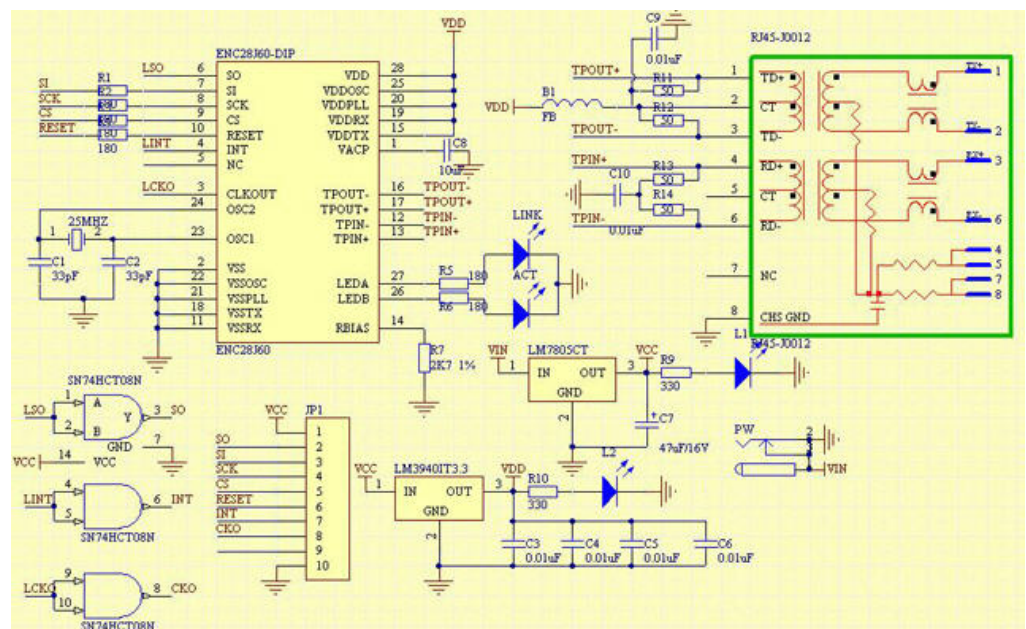 C9
VDD
0.01uF
RJ45-J0012
ENC28J60-DIP
LSO 6 SO VDD 28
SI R1 7 SI VDDOSC 25
SCK R2 8 SCK VDDPLL 20
CS 9 CS VDDRX 19
RESET 180 10 RESET VDDTX 15
180
LINT 4 INT VACP 1 C8
5 NC 10uF
LCKO 3 CLKOUT TPOUT- 16 TPOUT-
24 OSC2 TPOUT+ 17 TPOUT+
TPIN- 12 TPIN-
23 OSC1 TPIN+ 13 TPIN+
25MHZ
1 2
C1 C2
33pF 33pF
2 VSS
22 VSSOSC LEDA 27 R5 180
21 VSSPLL LEDB 26 R6 180
18 VSSTX
11 VSSRX RBIAS 14
ENC28J60
R7
2K7 1%
LINK
ACT
TPOUT+ R11 1 TD+
50
VDD B1 R12 2 CT
FB 50
TPOUT- 3 TD-
TPIN+ R13 4 RD+
50
C10 R14 5 CT
50
TPIN- 6 RD-
0.01uF
7 NC
8 CHS GND
TX+ 1
TX- 2
RX+ 3
RX- 6
4
5
7
8
L1 RJ45-J0012
VIN LM7805CT VCC R9
1 IN OUT 3 330
GND
2 C7
47uF/16V
PW 2
VIN
SN74HCT08N
LSO 1 A Y 3 SO
2 B
GND 7
VCC 14 VCC
LINT 4 6 INT
5
SN74HCT08N
LCKO 9 8 CKO
10
SN74HCT08N
VCC JP1
1
SO 2
SI 3
SCK 4
CS 5
RESET 6
INT 7
CKO 8
9
10
VCC LM3940IT3.3 VDD L2
1 IN OUT 3 R10
GND 330
2
C3 C4 C5 C6
0.01uF 0.01uF 0.01uF 0.01uF